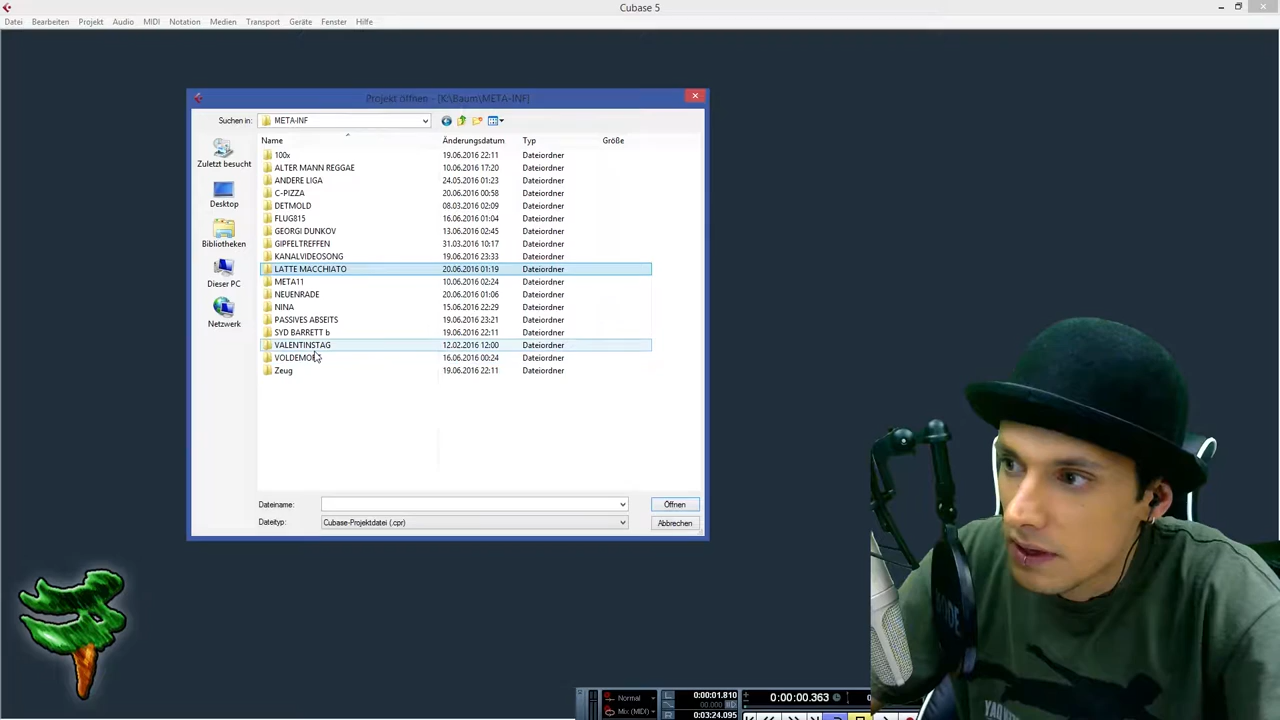 Cubase 5
Datei Bearbeiten Projekt Audio MIDI Notation Medien Transport Geräte Fenster Hilfe
Projekt öffnen - [K:\Baum\META-INF]
Suchen in: META-INF
Name Änderungsdatum Typ Größe
100x 19.06.2016 22:11 Dateiordner
ALTER MANN REGGAE 10.06.2016 17:20 Dateiordner
ANDERE LIGA 24.05.2016 01:23 Dateiordner
C-PIZZA 20.06.2016 00:58 Dateiordner
DETMOLD 08.03.2016 02:09 Dateiordner
FLUG815 16.06.2016 01:04 Dateiordner
GEORGI DUNKOV 13.06.2016 02:45 Dateiordner
GIPFELTREFFEN 31.03.2016 10:17 Dateiordner
KANALVIDEOSONG 19.06.2016 23:33 Dateiordner
LATTE MACCHIATO 20.06.2016 01:19 Dateiordner
META11 10.06.2016 02:24 Dateiordner
NEUENRADE 20.06.2016 01:06 Dateiordner
NINA 15.06.2016 22:29 Dateiordner
PASSIVES ABSEITS 19.06.2016 23:21 Dateiordner
SYD BARRETT b 19.06.2016 22:11 Dateiordner
VALENTINSTAG 12.02.2016 12:00 Dateiordner
16.06.2016 00:24 Dateiordner
Zeug 19.06.2016 22:11 Dateiordner
Zuletzt besucht
Desktop
Bibliotheken
Dieser PC
Netzwerk
Dateiname: Öffnen
Dateityp: Cubase-Projektdatei (.cpr) Abbrechen
Normal L 0:00:01.810 0:00:00.363
Mix (MIDI) R 0:03:24.095